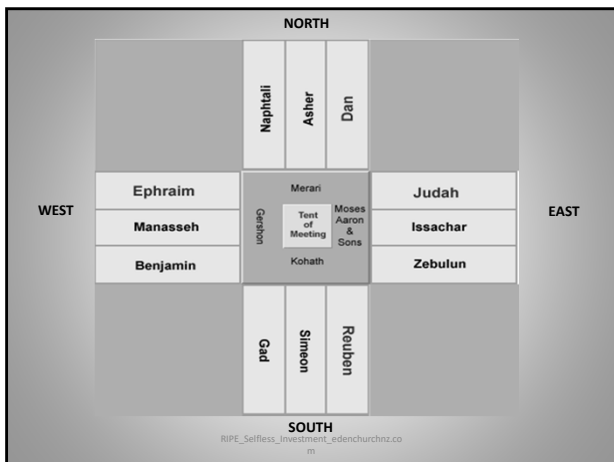 NORTH
Naphtali
Asher
Dan
WEST
Ephraim
Manasseh
Benjamin
Merari
Gershon
Tent
of
Meeting
Moses
Aaron
&
Sons
Kohath
Judah
Issachar
Zebulun
EAST
Gad
Simeon
Reuben
SOUTH
RIPE_Selfless_Investment_edenchurchnz.co
m